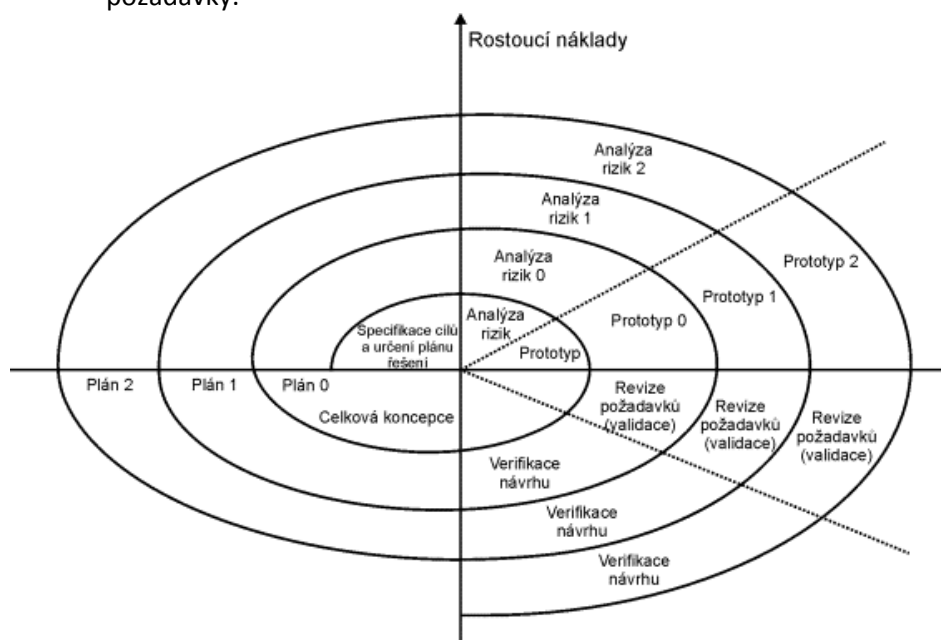 požadavky.
Rostoucí náklady
Analýza
rizik 2
Analýza
rizik 1
Analýza
rizik 0
Prototyp 2
Prototyp 1
Prototyp 0
Specifikace cílů
a určení plánu
řešení
Analýza
rizik
Prototyp
Plán 2
Plán 1
Plán 0
Celková koncepce
Revize
požadavků
(validace)
Revize
požadavků
(validace)
Revize
požadavků
(validace)
Verifikace
návrhu
Verifikace
návrhu
Verifikace
návrhu